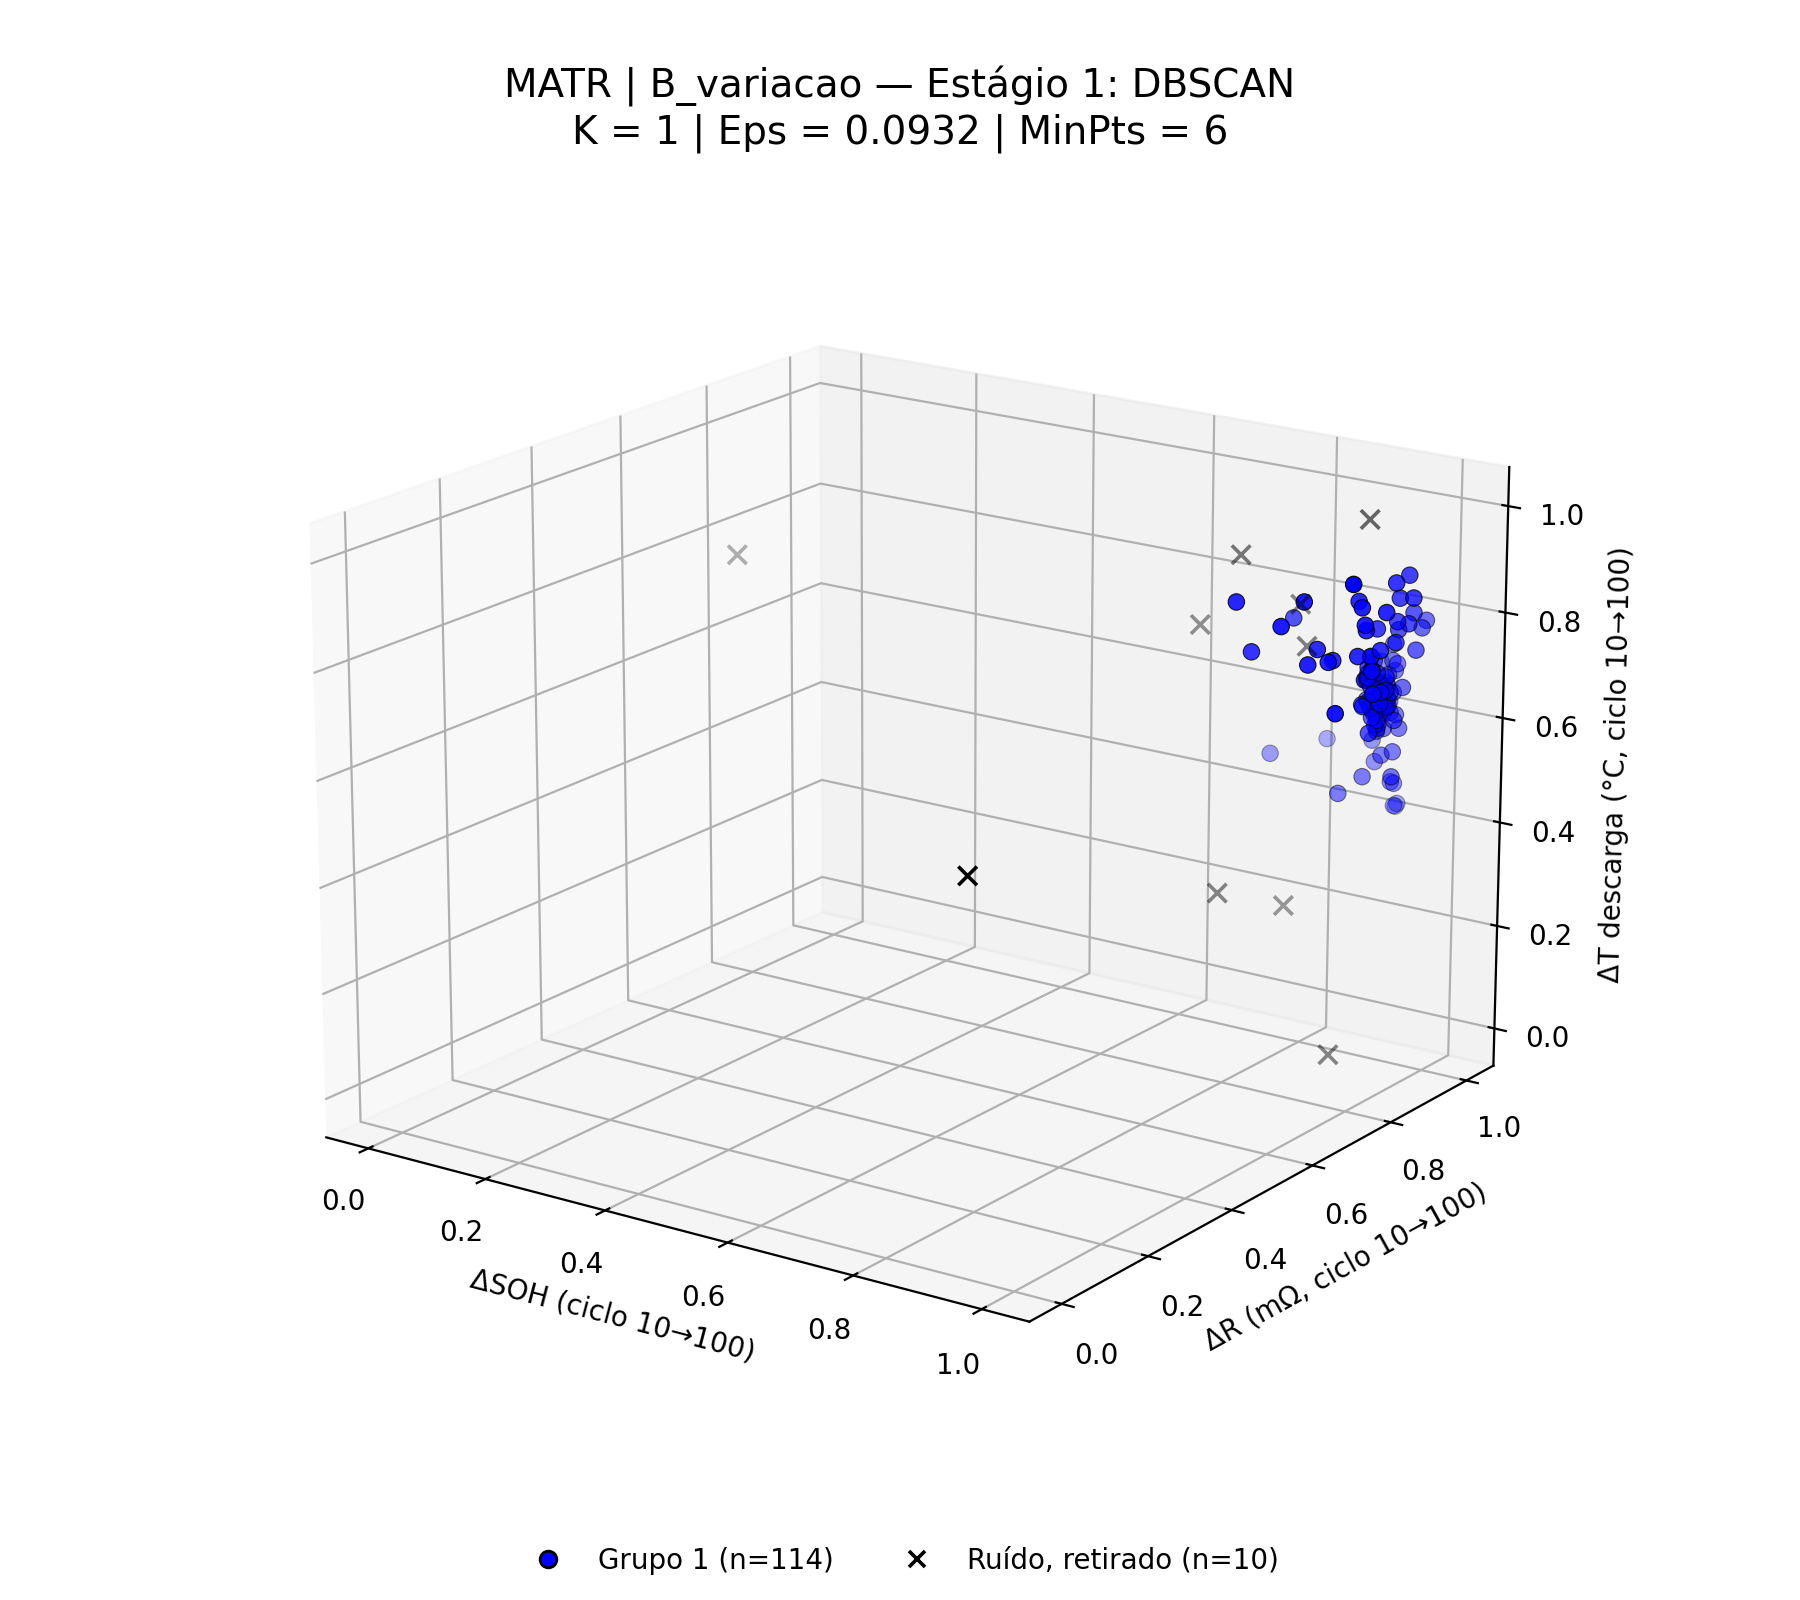 MATR | B_variacao — Estágio 1: DBSCAN
K = 1 | Eps = 0.0932 | MinPts = 6
1.0
0.8
0.6
0.4
0.2
0.0
ΔT descarga (°C, ciclo 10→100)
0.0
0.2
0.4
0.6
0.8
1.0
ΔSOH (ciclo 10→100)
0.0
0.2
0.4
0.6
0.8
1.0
ΔR (mΩ, ciclo 10→100)
Grupo 1 (n=114)
Ruído, retirado (n=10)